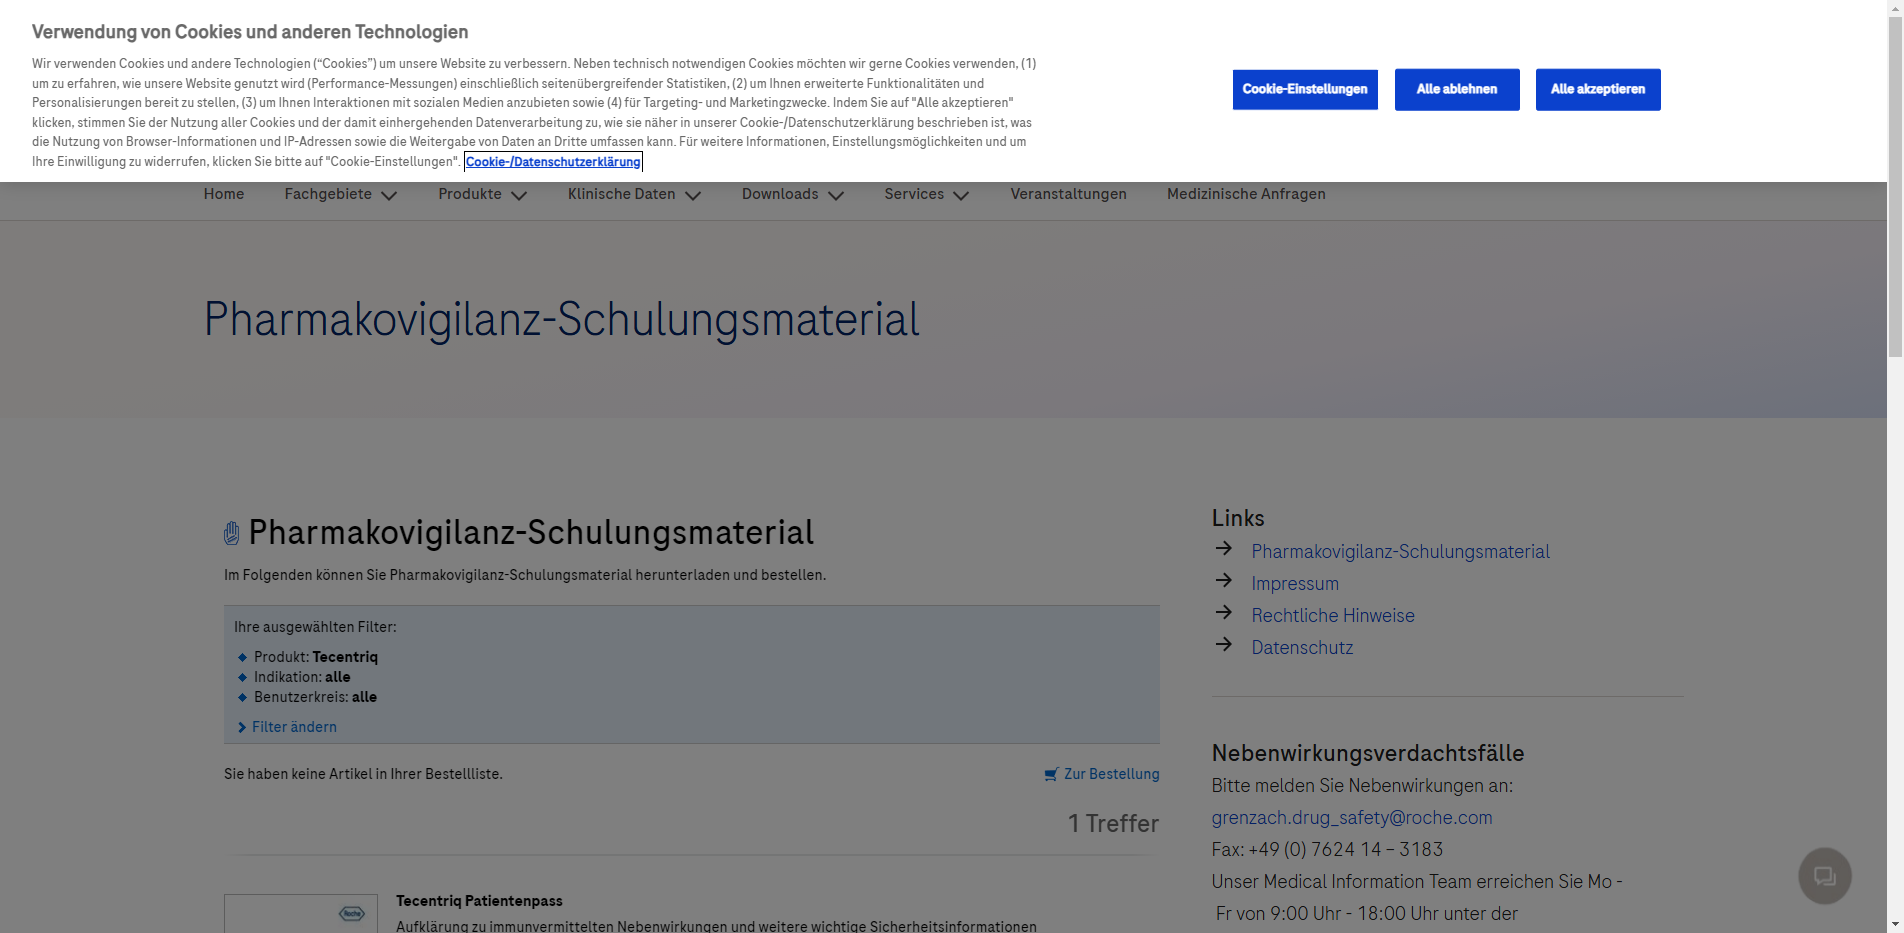 Verwendung von Cookies und anderen Technologien
Wir verwenden Cookies und andere Technologien (“Cookies”) um unsere Website zu verbessern. Neben technisch notwendigen Cookies möchten wir gerne Cookies verwenden, (1)
um zu erfahren, wie unsere Website genutzt wird (Performance-Messungen) einschließlich seitenübergreifender Statistiken, (2) um Ihnen erweiterte Funktionalitäten und
Personalisierungen bereit zu stellen, (3) um Ihnen Interaktionen mit sozialen Medien anzubieten sowie (4) für Targeting- und Marketingzwecke. Indem Sie auf "Alle akzeptieren"
klicken, stimmen Sie der Nutzung aller Cookies und der damit einhergehenden Datenverarbeitung zu, wie sie näher in unserer Cookie-/Datenschutzerklärung beschrieben ist, was
die Nutzung von Browser-Informationen und IP-Adressen sowie die Weitergabe von Daten an Dritte umfassen kann. Für weitere Informationen, Einstellungsmöglichkeiten und um
Ihre Einwilligung zu widerrufen, klicken Sie bitte auf "Cookie-Einstellungen". Cookie-/Datenschutzerklärung
Cookie-Einstellungen
Alle ablehnen
Alle akzeptieren
Home Fachgebiete Produkte Klinische Daten Downloads Services Veranstaltungen Medizinische Anfragen
Pharmakovigilanz-Schulungsmaterial
Pharmakovigilanz-Schulungsmaterial
Im Folgenden können Sie Pharmakovigilanz-Schulungsmaterial herunterladen und bestellen.
Ihre ausgewählten Filter:
Produkt: Tecentriq
Indikation: alle
Benutzerkreis: alle
Filter ändern
Sie haben keine Artikel in Ihrer Bestellliste.
Zur Bestellung
1 Treffer
Roche
Tecentriq Patientenpass
Aufklärung zu immunvermittelten Nebenwirkungen und weitere wichtige Sicherheitsinformationen
Links
Pharmakovigilanz-Schulungsmaterial
Impressum
Rechtliche Hinweise
Datenschutz
Nebenwirkungsverdachtsfälle
Bitte melden Sie Nebenwirkungen an:
grenzach.drug_safety@roche.com
Fax: +49 (0) 7624 14 – 3183
Unser Medical Information Team erreichen Sie Mo -
Fr von 9:00 Uhr - 18:00 Uhr unter der